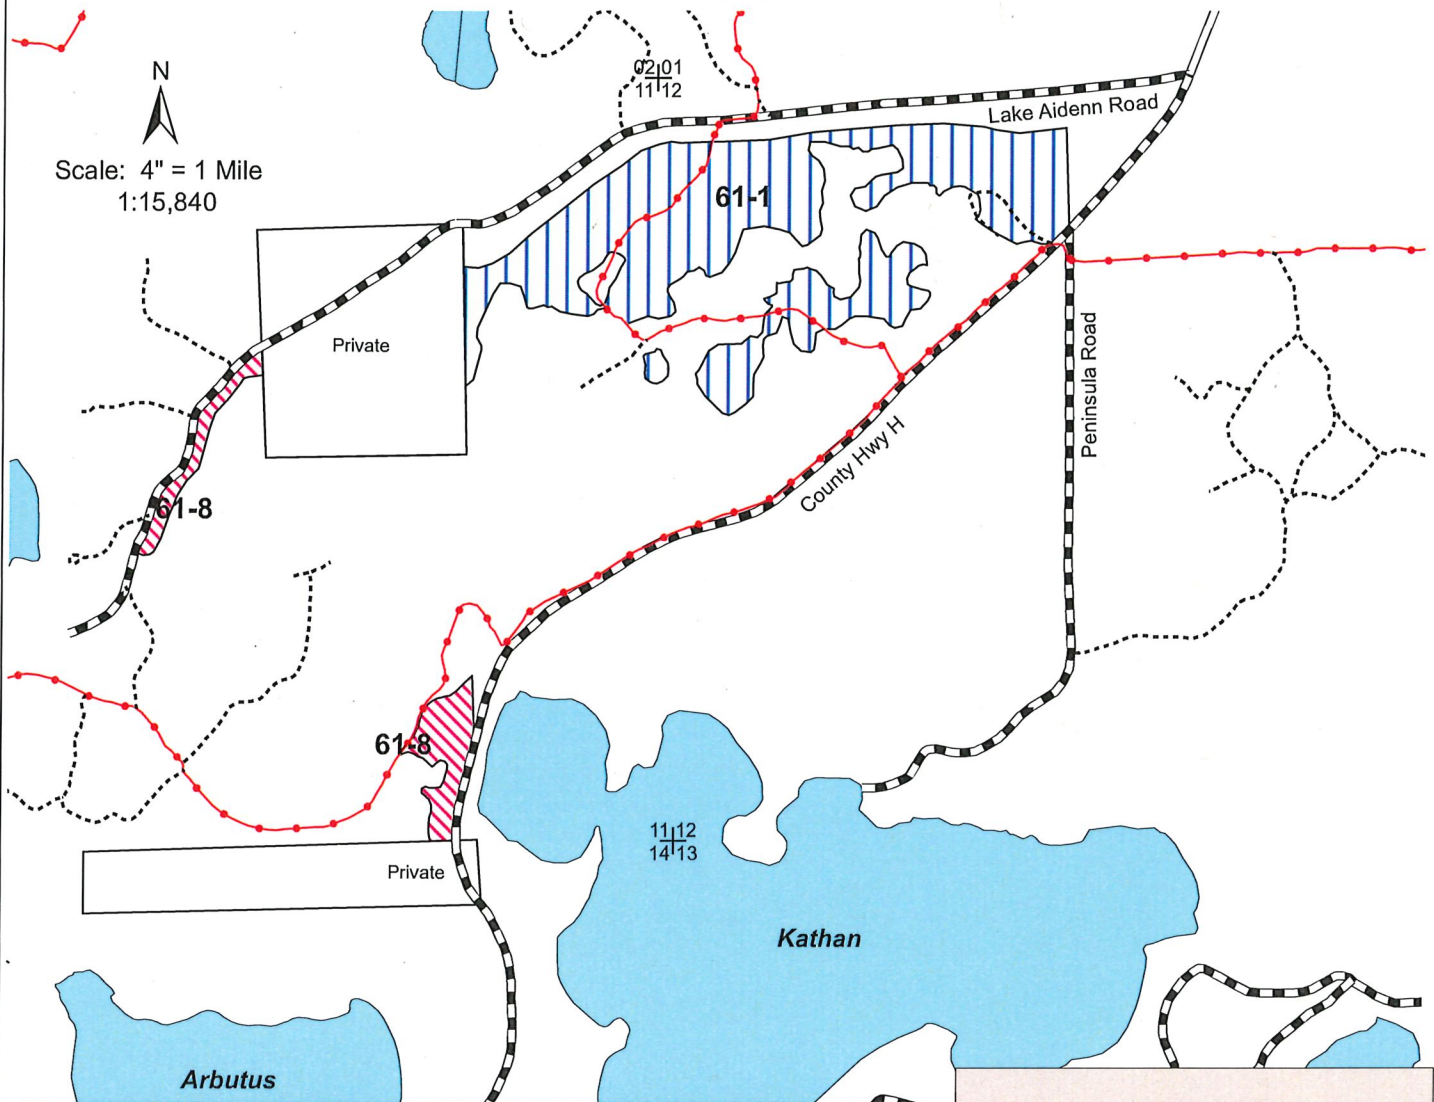 N
Scale: 4" = 1 Mile
1:15,840
02 01
11 12
Lake Aidenn Road
61-1
Private
Peninsula Road
County Hwy H
61-8
61-8
11 12
14 13
Private
Kathan
Arbutus